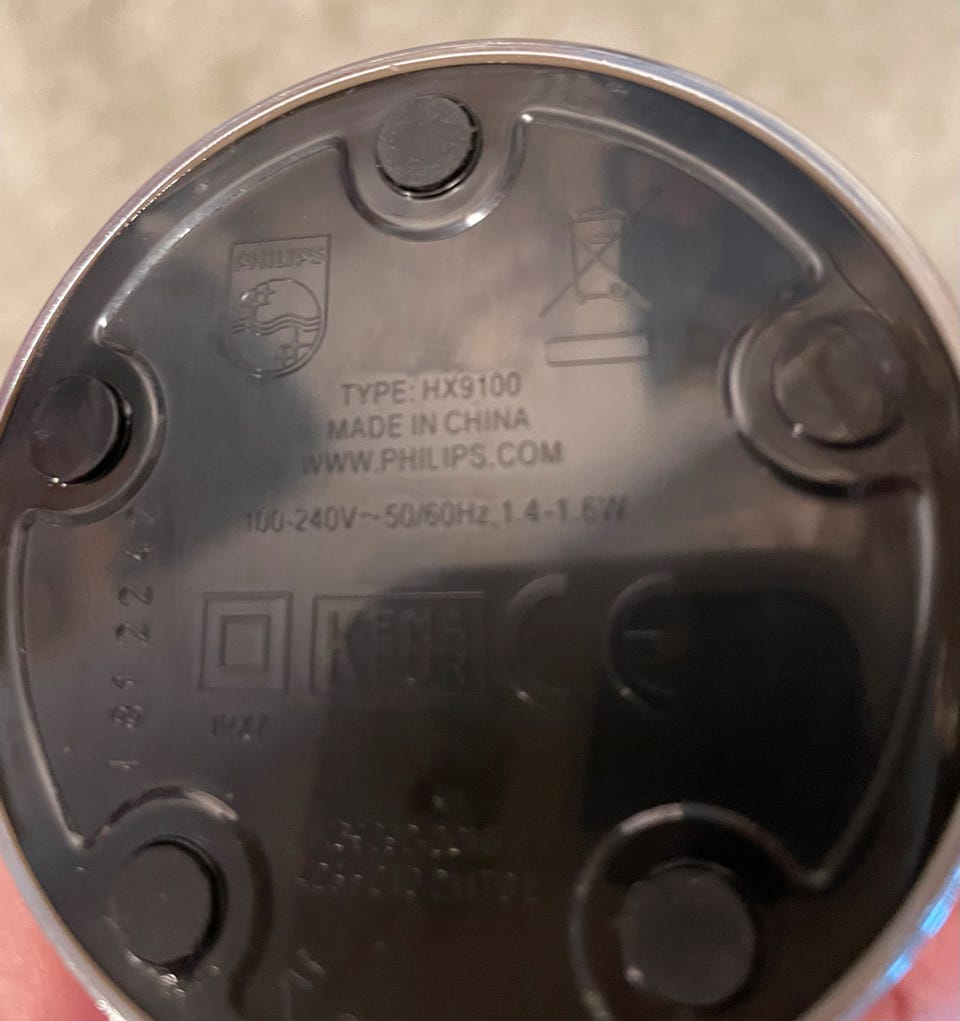 PHILIPS
TYPE: HX9100
MADE IN CHINA
WWW.PHILIPS.COM
100-240V~50/60Hz, 1.4-1.6W
KEMA
KEUR
CE
IPX7